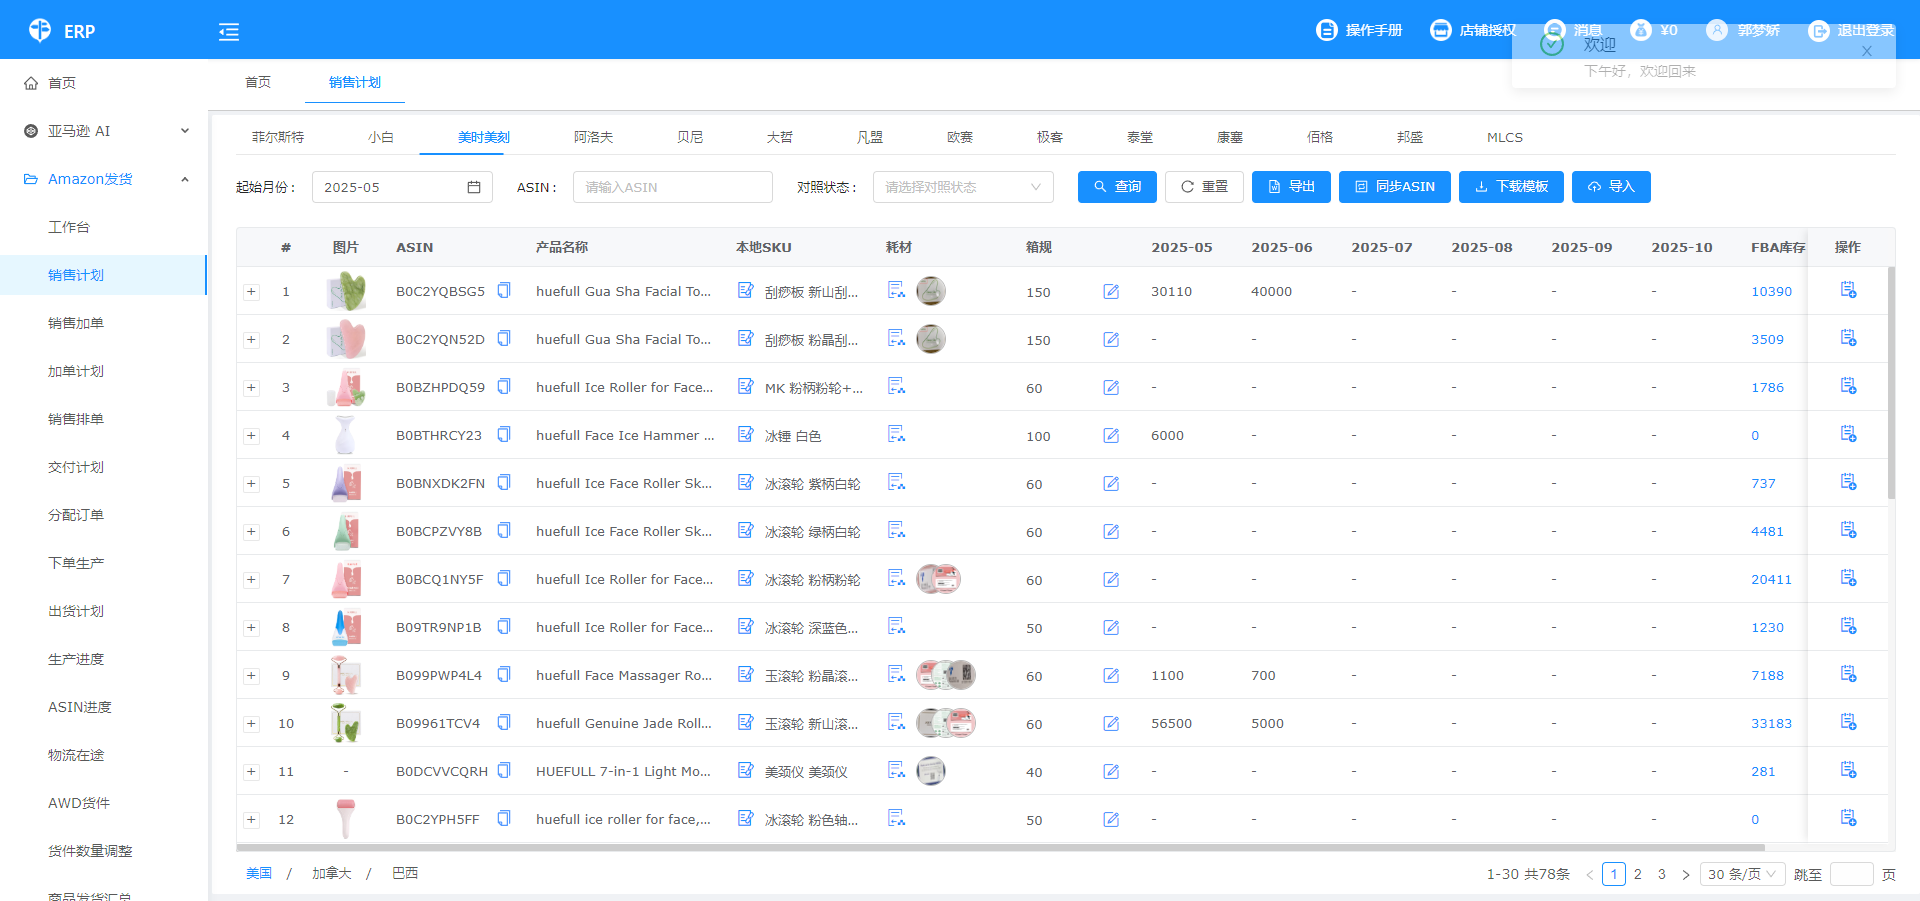 ERP
操作手册 店铺授权 消息 ¥0 郭梦娇 退出登录
欢迎
下午好，欢迎回来
首页
亚马逊 AI
Amazon发货
工作台
销售计划
销售加单
加单计划
销售排单
交付计划
分配订单
下单生产
出货计划
生产进度
ASIN进度
物流在途
AWD货件
货件数量调整
商品发货汇总
首页 销售计划
菲尔斯特 小白 美时美刻 阿洛夫 贝尼 大哲 凡盟 欧赛 极客 泰堂 康塞 佰格 邦盛 MLCS
起始月份： 2025-05 ASIN： 请输入ASIN 对照状态： 请选择对照状态 查询 重置 导出 同步ASIN 下载模板 导入
# 图片 ASIN 产品名称 本地SKU 耗材 箱规 2025-05 2025-06 2025-07 2025-08 2025-09 2025-10 FBA库存 操作
1 B0C2YQBSG5 huefull Gua Sha Facial To... 刮痧板 新山刮... 150 30110 40000 - - - - 10390
2 B0C2YQN52D huefull Gua Sha Facial To... 刮痧板 粉晶刮... 150 - - - - - - 3509
3 B0BZHPDQ59 huefull Ice Roller for Face... MK 粉柄粉轮+... 60 - - - - - - 1786
4 B0BTHRCY23 huefull Face Ice Hammer ... 冰锤 白色 100 6000 - - - - - 0
5 B0BNXDK2FN huefull Ice Face Roller Sk... 冰滚轮 紫柄白轮 60 - - - - - - 737
6 B0BCPZVY8B huefull Ice Face Roller Sk... 冰滚轮 绿柄白轮 60 - - - - - - 4481
7 B0BCQ1NY5F huefull Ice Roller for Face... 冰滚轮 粉柄粉轮 60 - - - - - - 20411
8 B09TR9NP1B huefull Ice Roller for Face... 冰滚轮 深蓝色... 50 - - - - - - 1230
9 B099PWP4L4 huefull Face Massager Ro... 玉滚轮 粉晶滚... 60 1100 700 - - - - 7188
10 B09961TCV4 huefull Genuine Jade Roll... 玉滚轮 新山滚... 60 56500 5000 - - - - 33183
11 - B0DCVVCQRH HUEFULL 7-in-1 Light Mo... 美颈仪 美颈仪 40 - - - - - - 281
12 B0C2YPH5FF huefull ice roller for face,... 冰滚轮 粉色轴... 50 - - - - - - 0
美国 / 加拿大 / 巴西
1-30 共78条 < 1 2 3 > 30 条/页 跳至 页